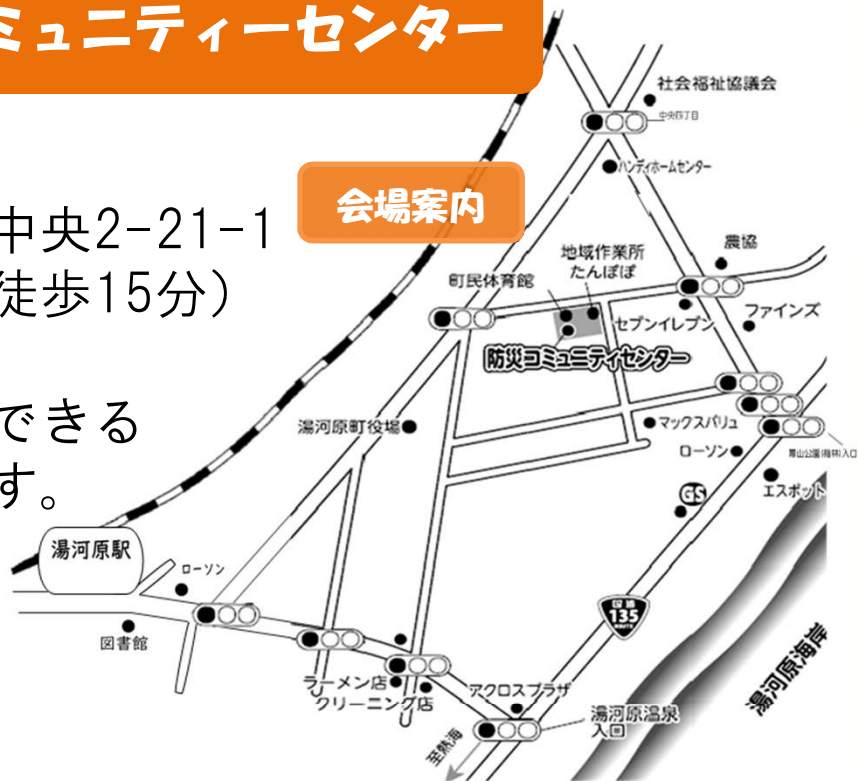 ミュニティーセンター
会場案内
中央2-21-1
徒歩15分）
できる
す。
社会福祉協議会
中央四丁目
ハンディホームセンター
農協
地域作業所
たんぽぽ
町民体育館
セブンイレブン
ファインズ
防災コミュニティセンター
湯河原町役場
マックスバリュ
ローソン
幕山公園(梅林)入口
GS
エスポット
湯河原駅
ローソン
図書館
国道
135
ROUTE
湯河原海岸
ラーメン店
クリーニング店
アクロスプラザ
湯河原温泉
入口
至熱海